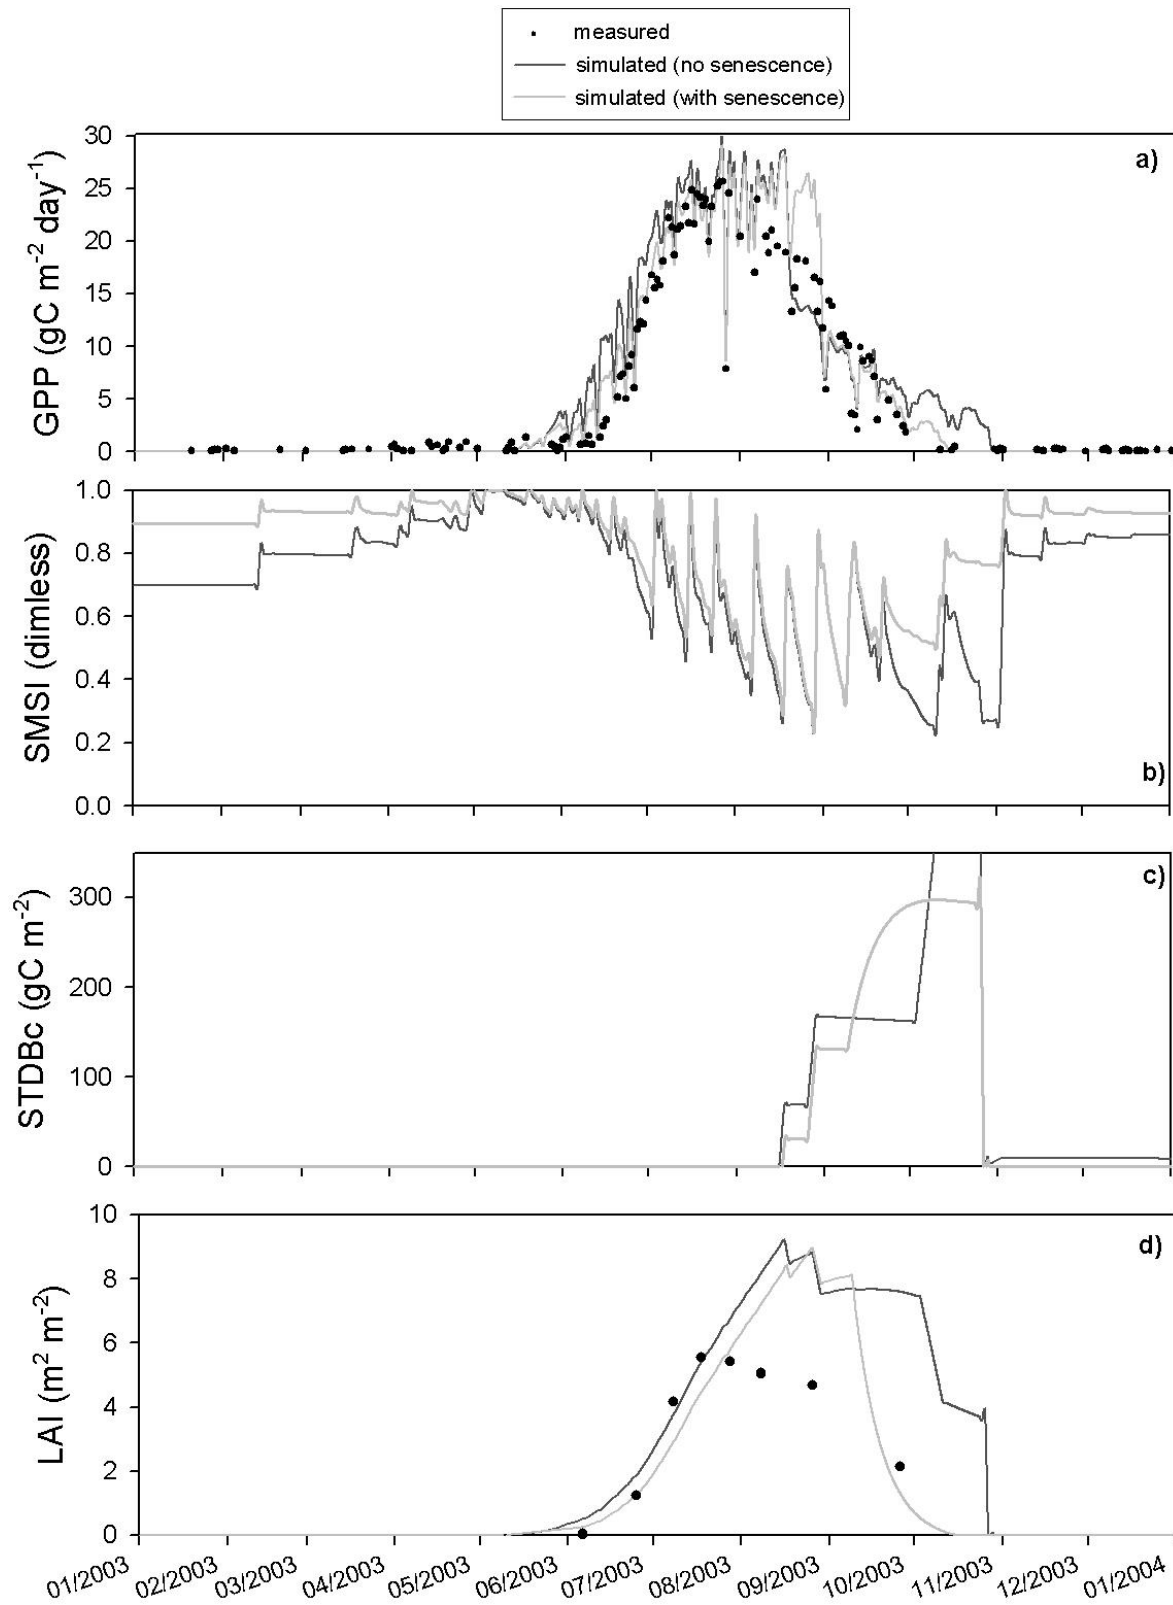 measured
simulated (no senescence)
simulated (with senescence)
a)
GPP (gC m⁻² day⁻¹)
30
25
20
15
10
5
0
b)
SMSI (dimless)
1.0
0.8
0.6
0.4
0.2
0.0
c)
STDBc (gC m⁻²)
300
200
100
0
d)
LAI (m² m⁻²)
10
8
6
4
2
0
01/2003 02/2003 03/2003 04/2003 05/2003 06/2003 07/2003 08/2003 09/2003 10/2003 11/2003 12/2003 01/2004